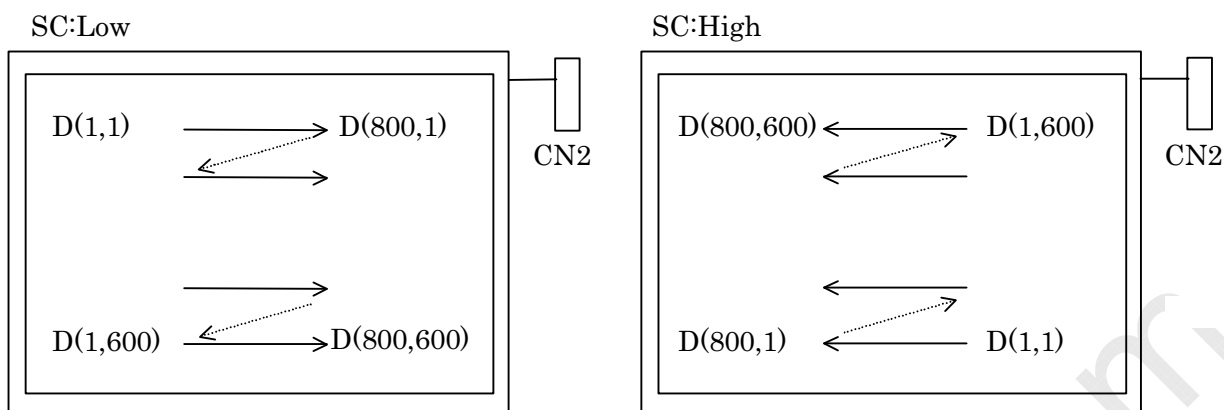 SC:Low
D(1,1) D(800,1)
CN2
D(1,600) D(800,600)
SC:High
D(800,600) D(1,600)
CN2
D(800,1) D(1,1)